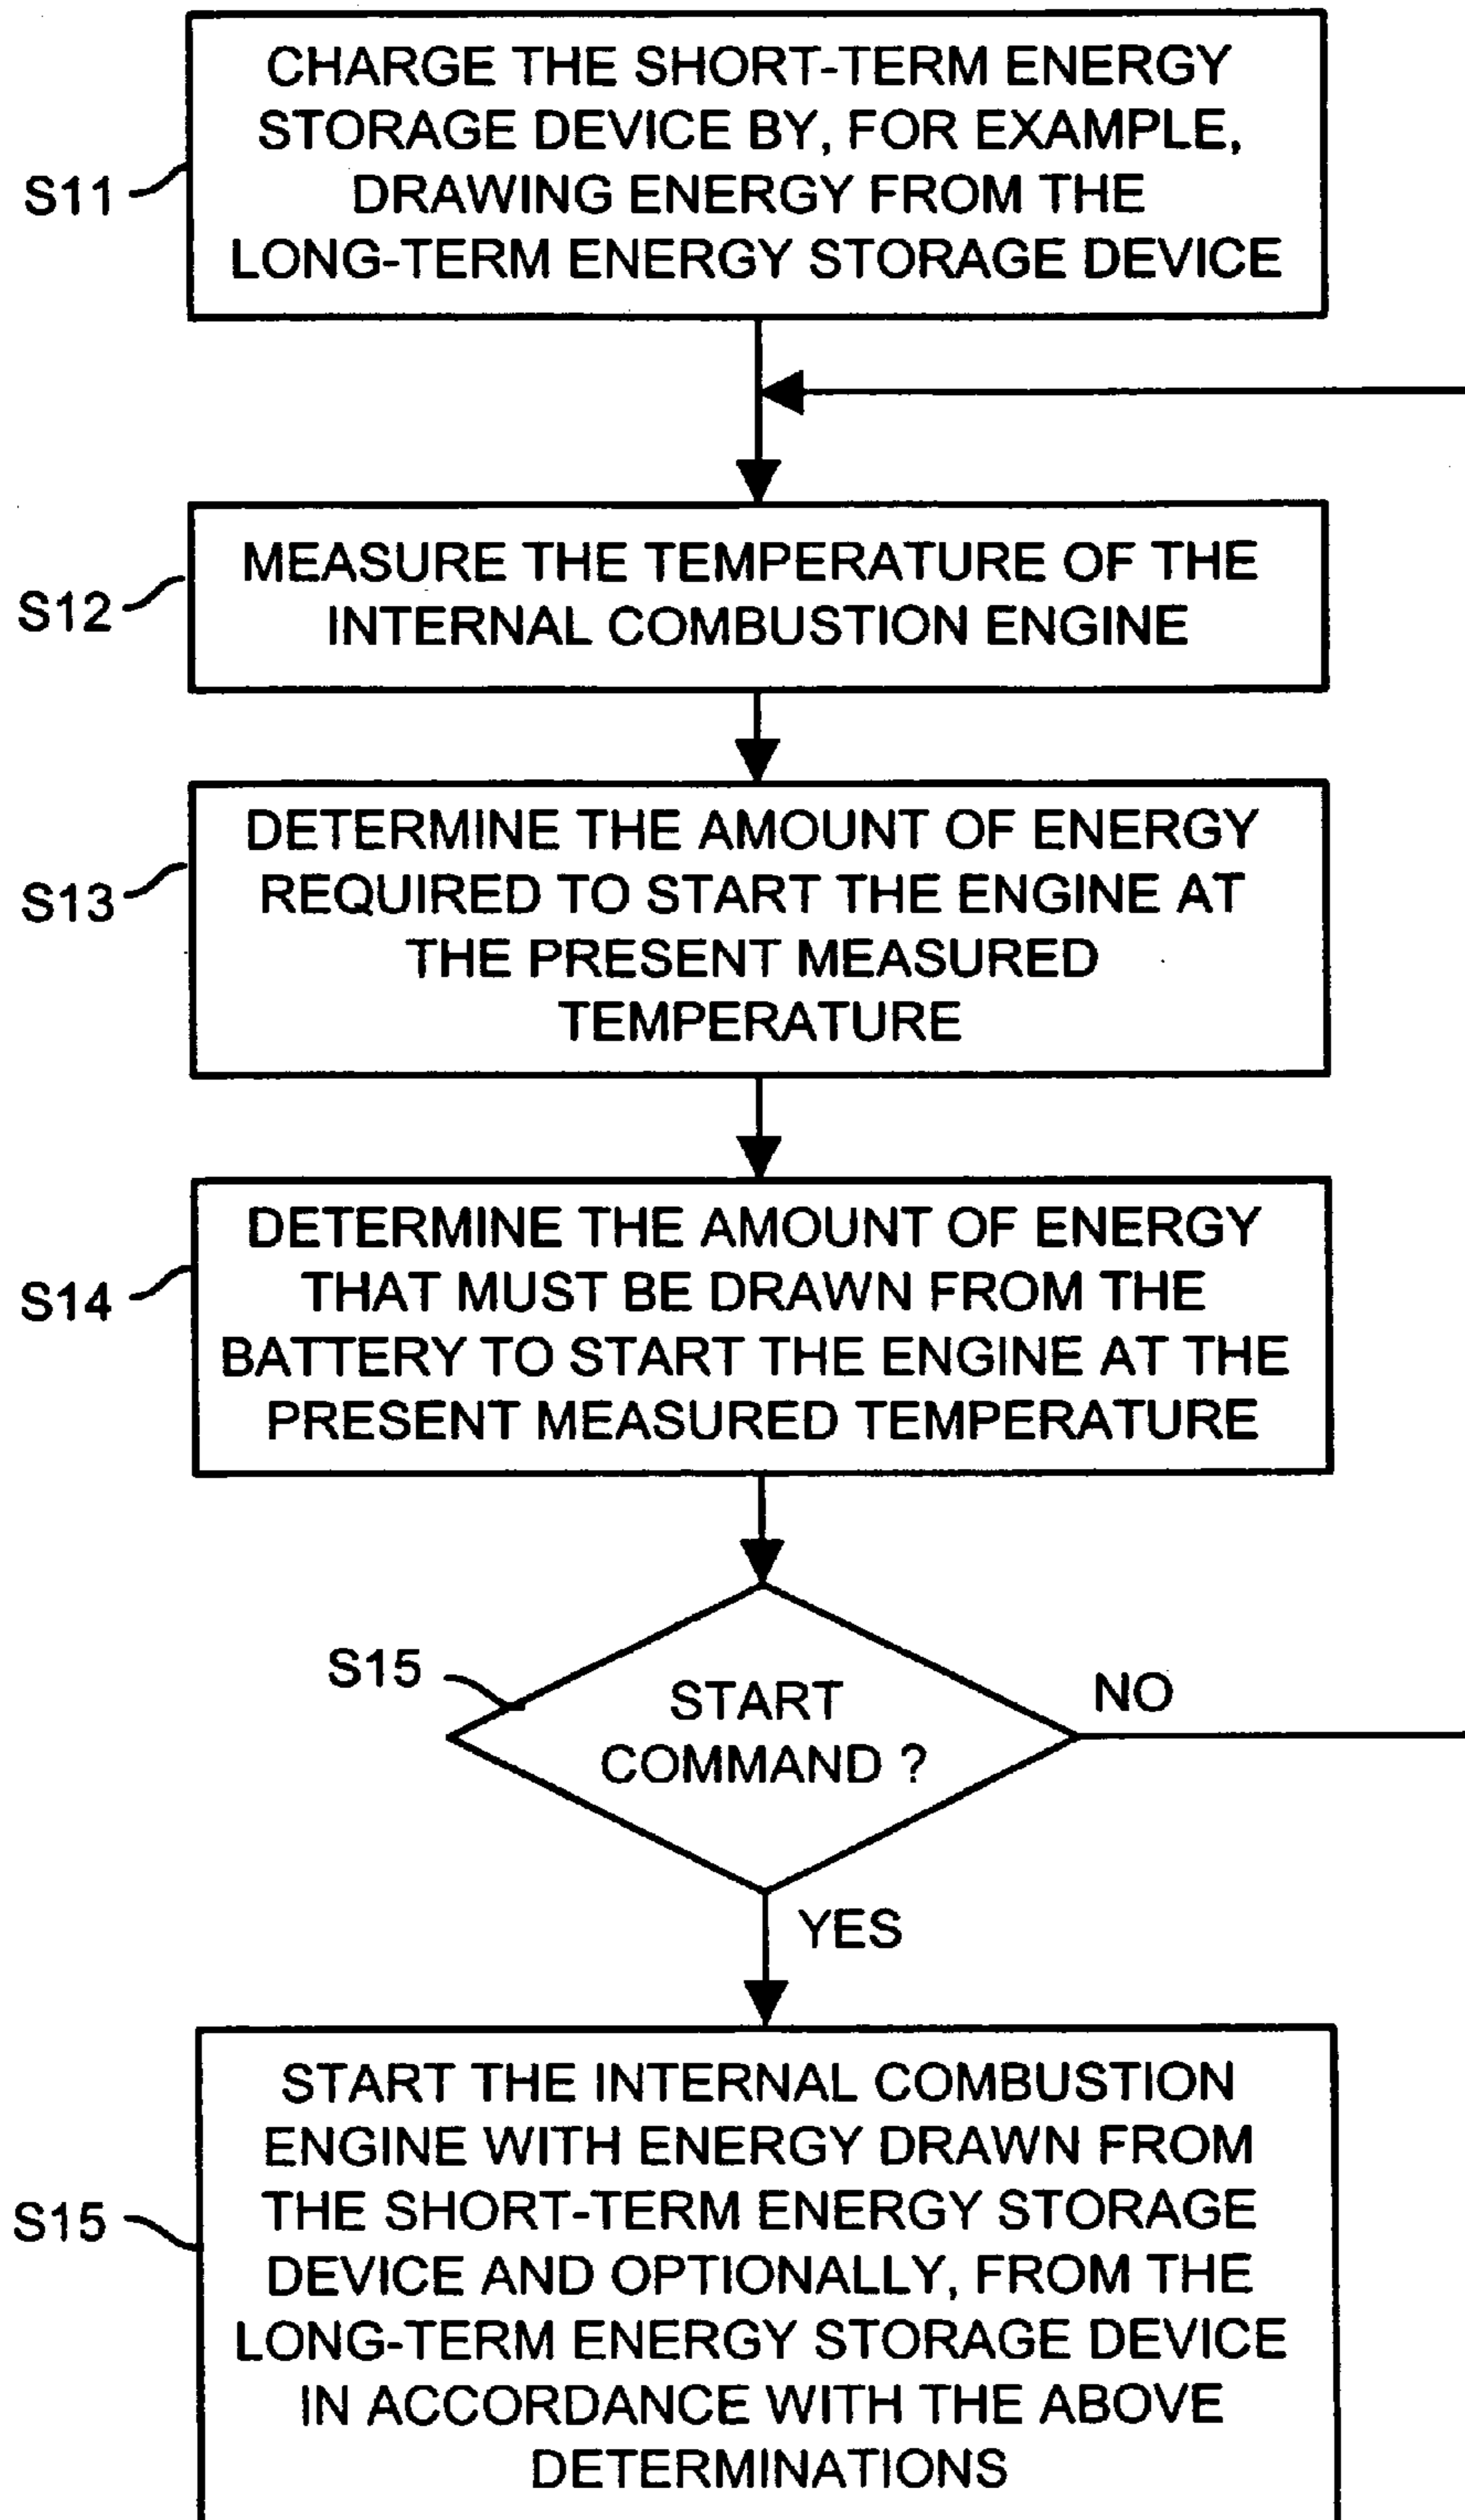 CHARGE THE SHORT-TERM ENERGY
STORAGE DEVICE BY, FOR EXAMPLE,
DRAWING ENERGY FROM THE
LONG-TERM ENERGY STORAGE DEVICE
S11
MEASURE THE TEMPERATURE OF THE
INTERNAL COMBUSTION ENGINE
S12
DETERMINE THE AMOUNT OF ENERGY
REQUIRED TO START THE ENGINE AT
THE PRESENT MEASURED
TEMPERATURE
S13
DETERMINE THE AMOUNT OF ENERGY
THAT MUST BE DRAWN FROM THE
BATTERY TO START THE ENGINE AT THE
PRESENT MEASURED TEMPERATURE
S14
S15
START
COMMAND ?
NO
YES
START THE INTERNAL COMBUSTION
ENGINE WITH ENERGY DRAWN FROM
THE SHORT-TERM ENERGY STORAGE
DEVICE AND OPTIONALLY, FROM THE
LONG-TERM ENERGY STORAGE DEVICE
IN ACCORDANCE WITH THE ABOVE
DETERMINATIONS
S15